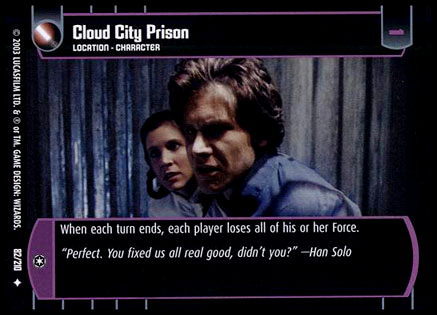 Cloud City Prison
LOCATION - CHARACTER
1
When each turn ends, each player loses all of his or her Force.
“Perfect. You fixed us all real good, didn't you?” —Han Solo
© 2003 LUCASFILM LTD. & ® or TM. GAME DESIGN: WIZARDS.
82/210